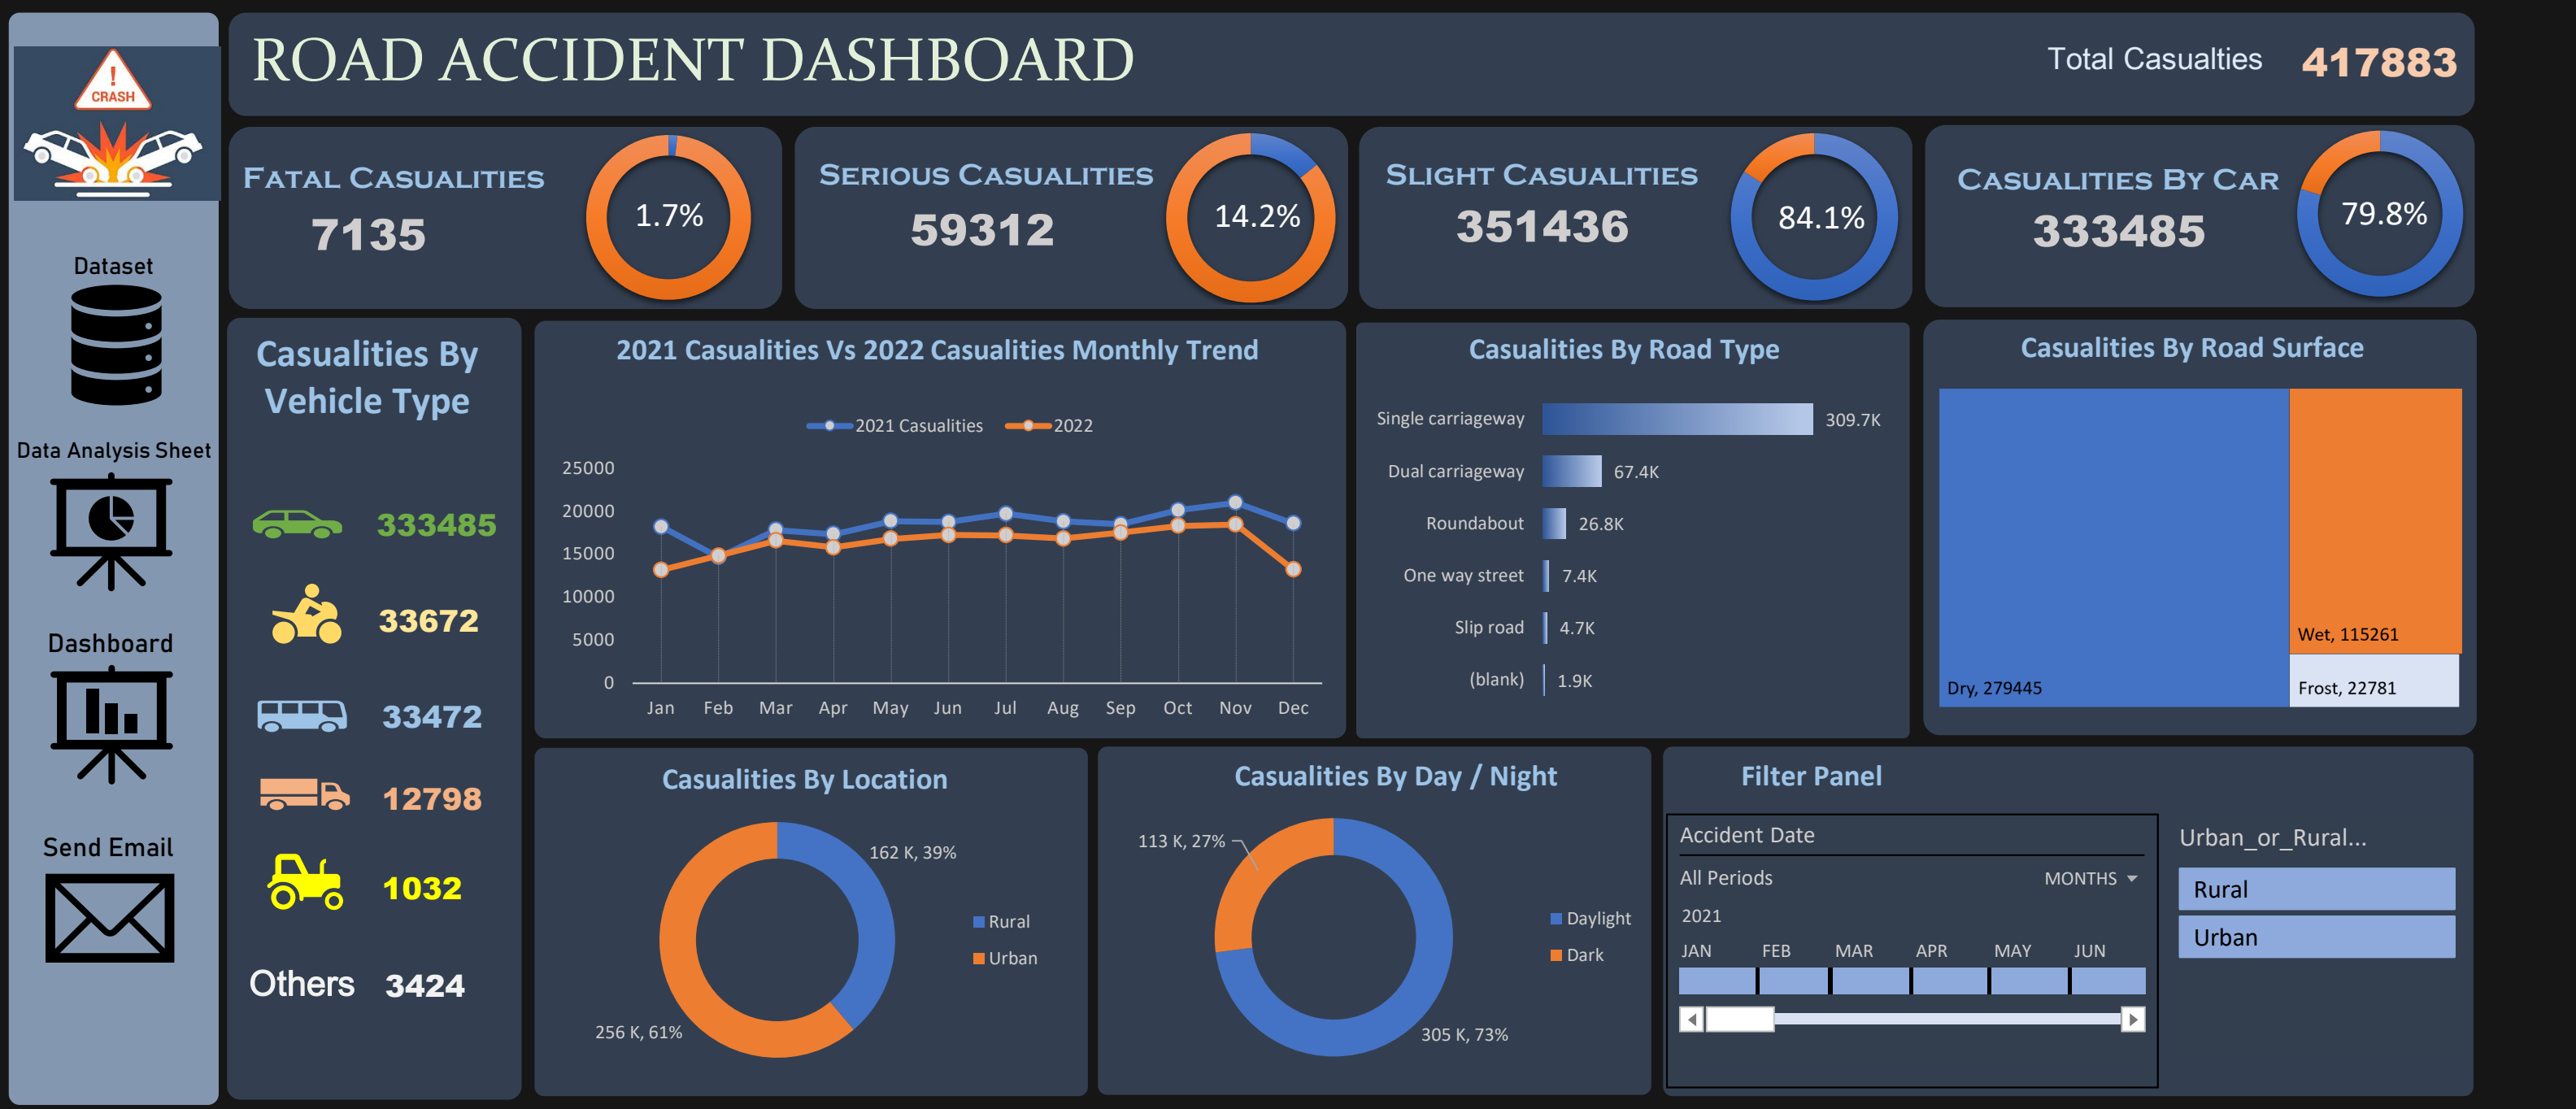 CRASH
ROAD ACCIDENT DASHBOARD
Total Casualties 417883
FATAL CASUALITIES
7135
1.7%
SERIOUS CASUALITIES
59312
14.2%
SLIGHT CASUALITIES
351436
84.1%
CASUALITIES BY CAR
333485
79.8%
Dataset
Data Analysis Sheet
Dashboard
Send Email
Casualities By
Vehicle Type
333485
33672
33472
12798
1032
Others 3424
2021 Casualities Vs 2022 Casualities Monthly Trend
2021 Casualities 2022
25000
20000
15000
10000
5000
0
Jan Feb Mar Apr May Jun Jul Aug Sep Oct Nov Dec
Casualities By Road Type
Single carriageway 309.7K
Dual carriageway 67.4K
Roundabout 26.8K
One way street 7.4K
Slip road 4.7K
(blank) 1.9K
Casualities By Road Surface
Wet, 115261
Dry, 279445
Frost, 22781
Casualities By Location
162 K, 39%
Rural
Urban
256 K, 61%
Casualities By Day / Night
113 K, 27%
Daylight
Dark
305 K, 73%
Filter Panel
Accident Date
All Periods MONTHS
2021
JAN FEB MAR APR MAY JUN
Urban_or_Rural...
Rural
Urban